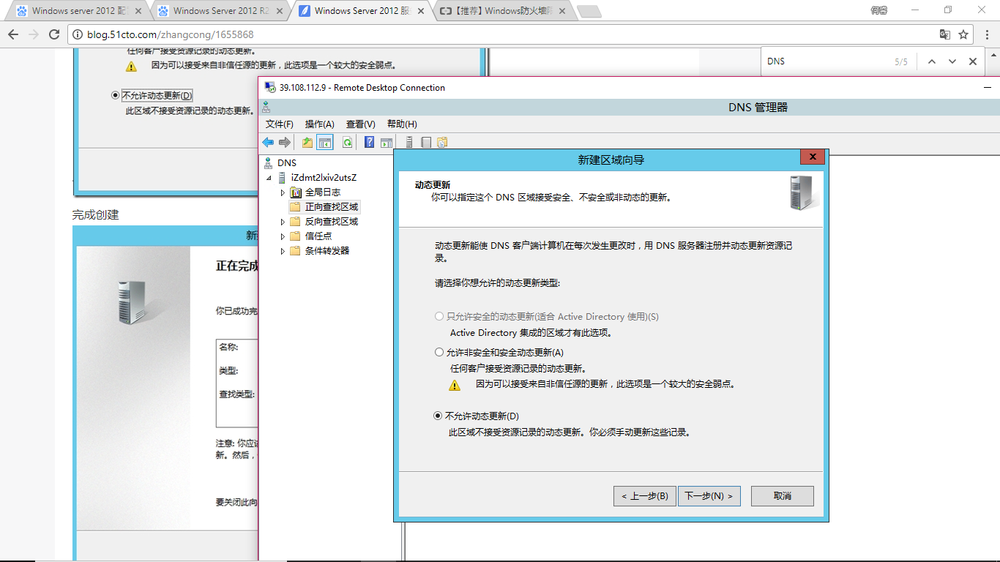 Windows server 2012 配
Windows Server 2012 R2
Windows Server 2012 服
【推荐】Windows防火墙
何睿
blog.51cto.com/zhangcong/1655868
DNS
5/5
任何客户接受资源记录的动态更新。
因为可以接受来自非信任源的更新，此选项是一个较大的安全弱点。
不允许动态更新(D)
此区域不接受资源记录的动态更新。
完成创建
新
正在完成
你已成功完
名称:
类型:
查找类型:
注意: 你应该
新。然后，
要关闭此向
39.108.112.9 - Remote Desktop Connection
DNS 管理器
文件(F) 操作(A) 查看(V) 帮助(H)
DNS
iZdmt2lxiv2utsZ
全局日志
正向查找区域
反向查找区域
信任点
条件转发器
新建区域向导
x
动态更新
你可以指定这个 DNS 区域接受安全、不安全或非动态的更新。
动态更新能使 DNS 客户端计算机在每次发生更改时，用 DNS 服务器注册并动态更新资源记
录。
请选择你想允许的动态更新类型:
只允许安全的动态更新(适合 Active Directory 使用)(S)
Active Directory 集成的区域才有此选项。
允许非安全和安全动态更新(A)
任何客户接受资源记录的动态更新。
因为可以接受来自非信任源的更新，此选项是一个较大的安全弱点。
不允许动态更新(D)
此区域不接受资源记录的动态更新。你必须手动更新这些记录。
< 上一步(B) 下一步(N) > 取消